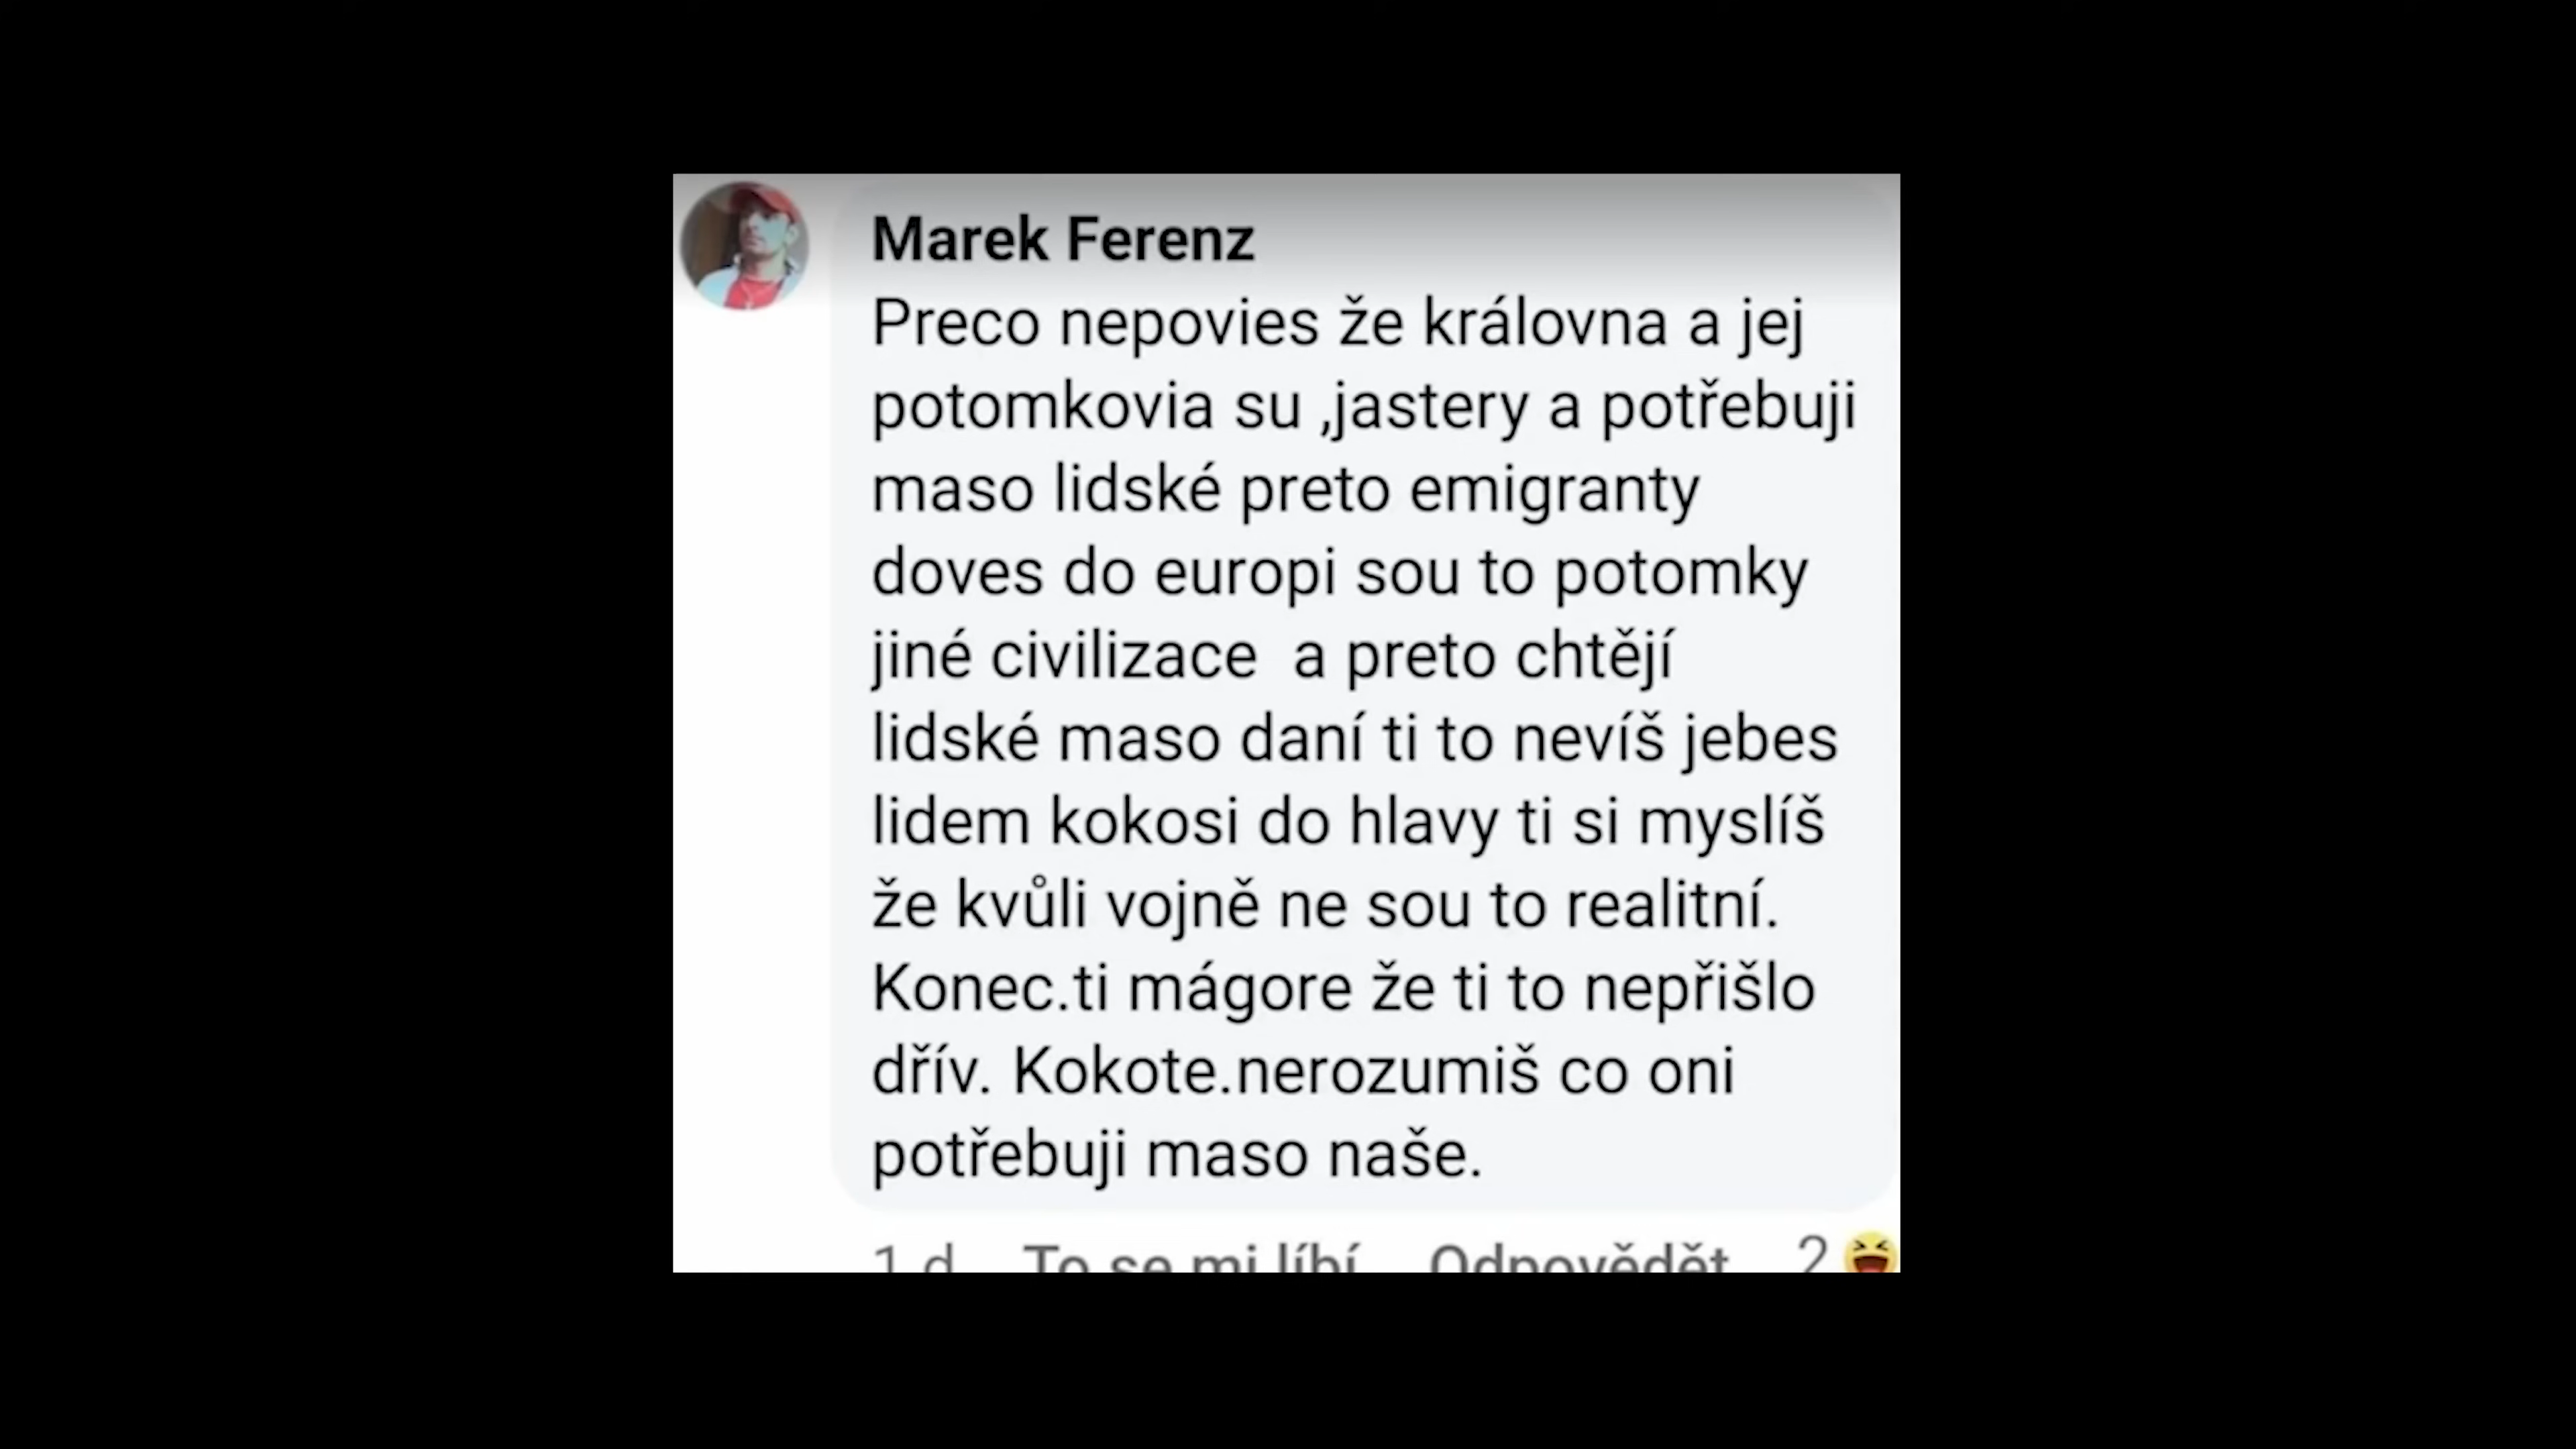 Marek Ferenz
Preco nepovies že královna a jej
potomkovia su ,jastery a potřebuji
maso lidské preto emigranty
doves do europi sou to potomky
jiné civilizace  a preto chtějí
lidské maso daní ti to nevíš jebes
lidem kokosi do hlavy ti si myslíš
že kvůli vojně ne sou to realitní.
Konec.ti mágore že ti to nepřišlo
dřív. Kokote.nerozumiš co oni
potřebuji maso naše.
1 d To se mi líbí Odpovědět 2